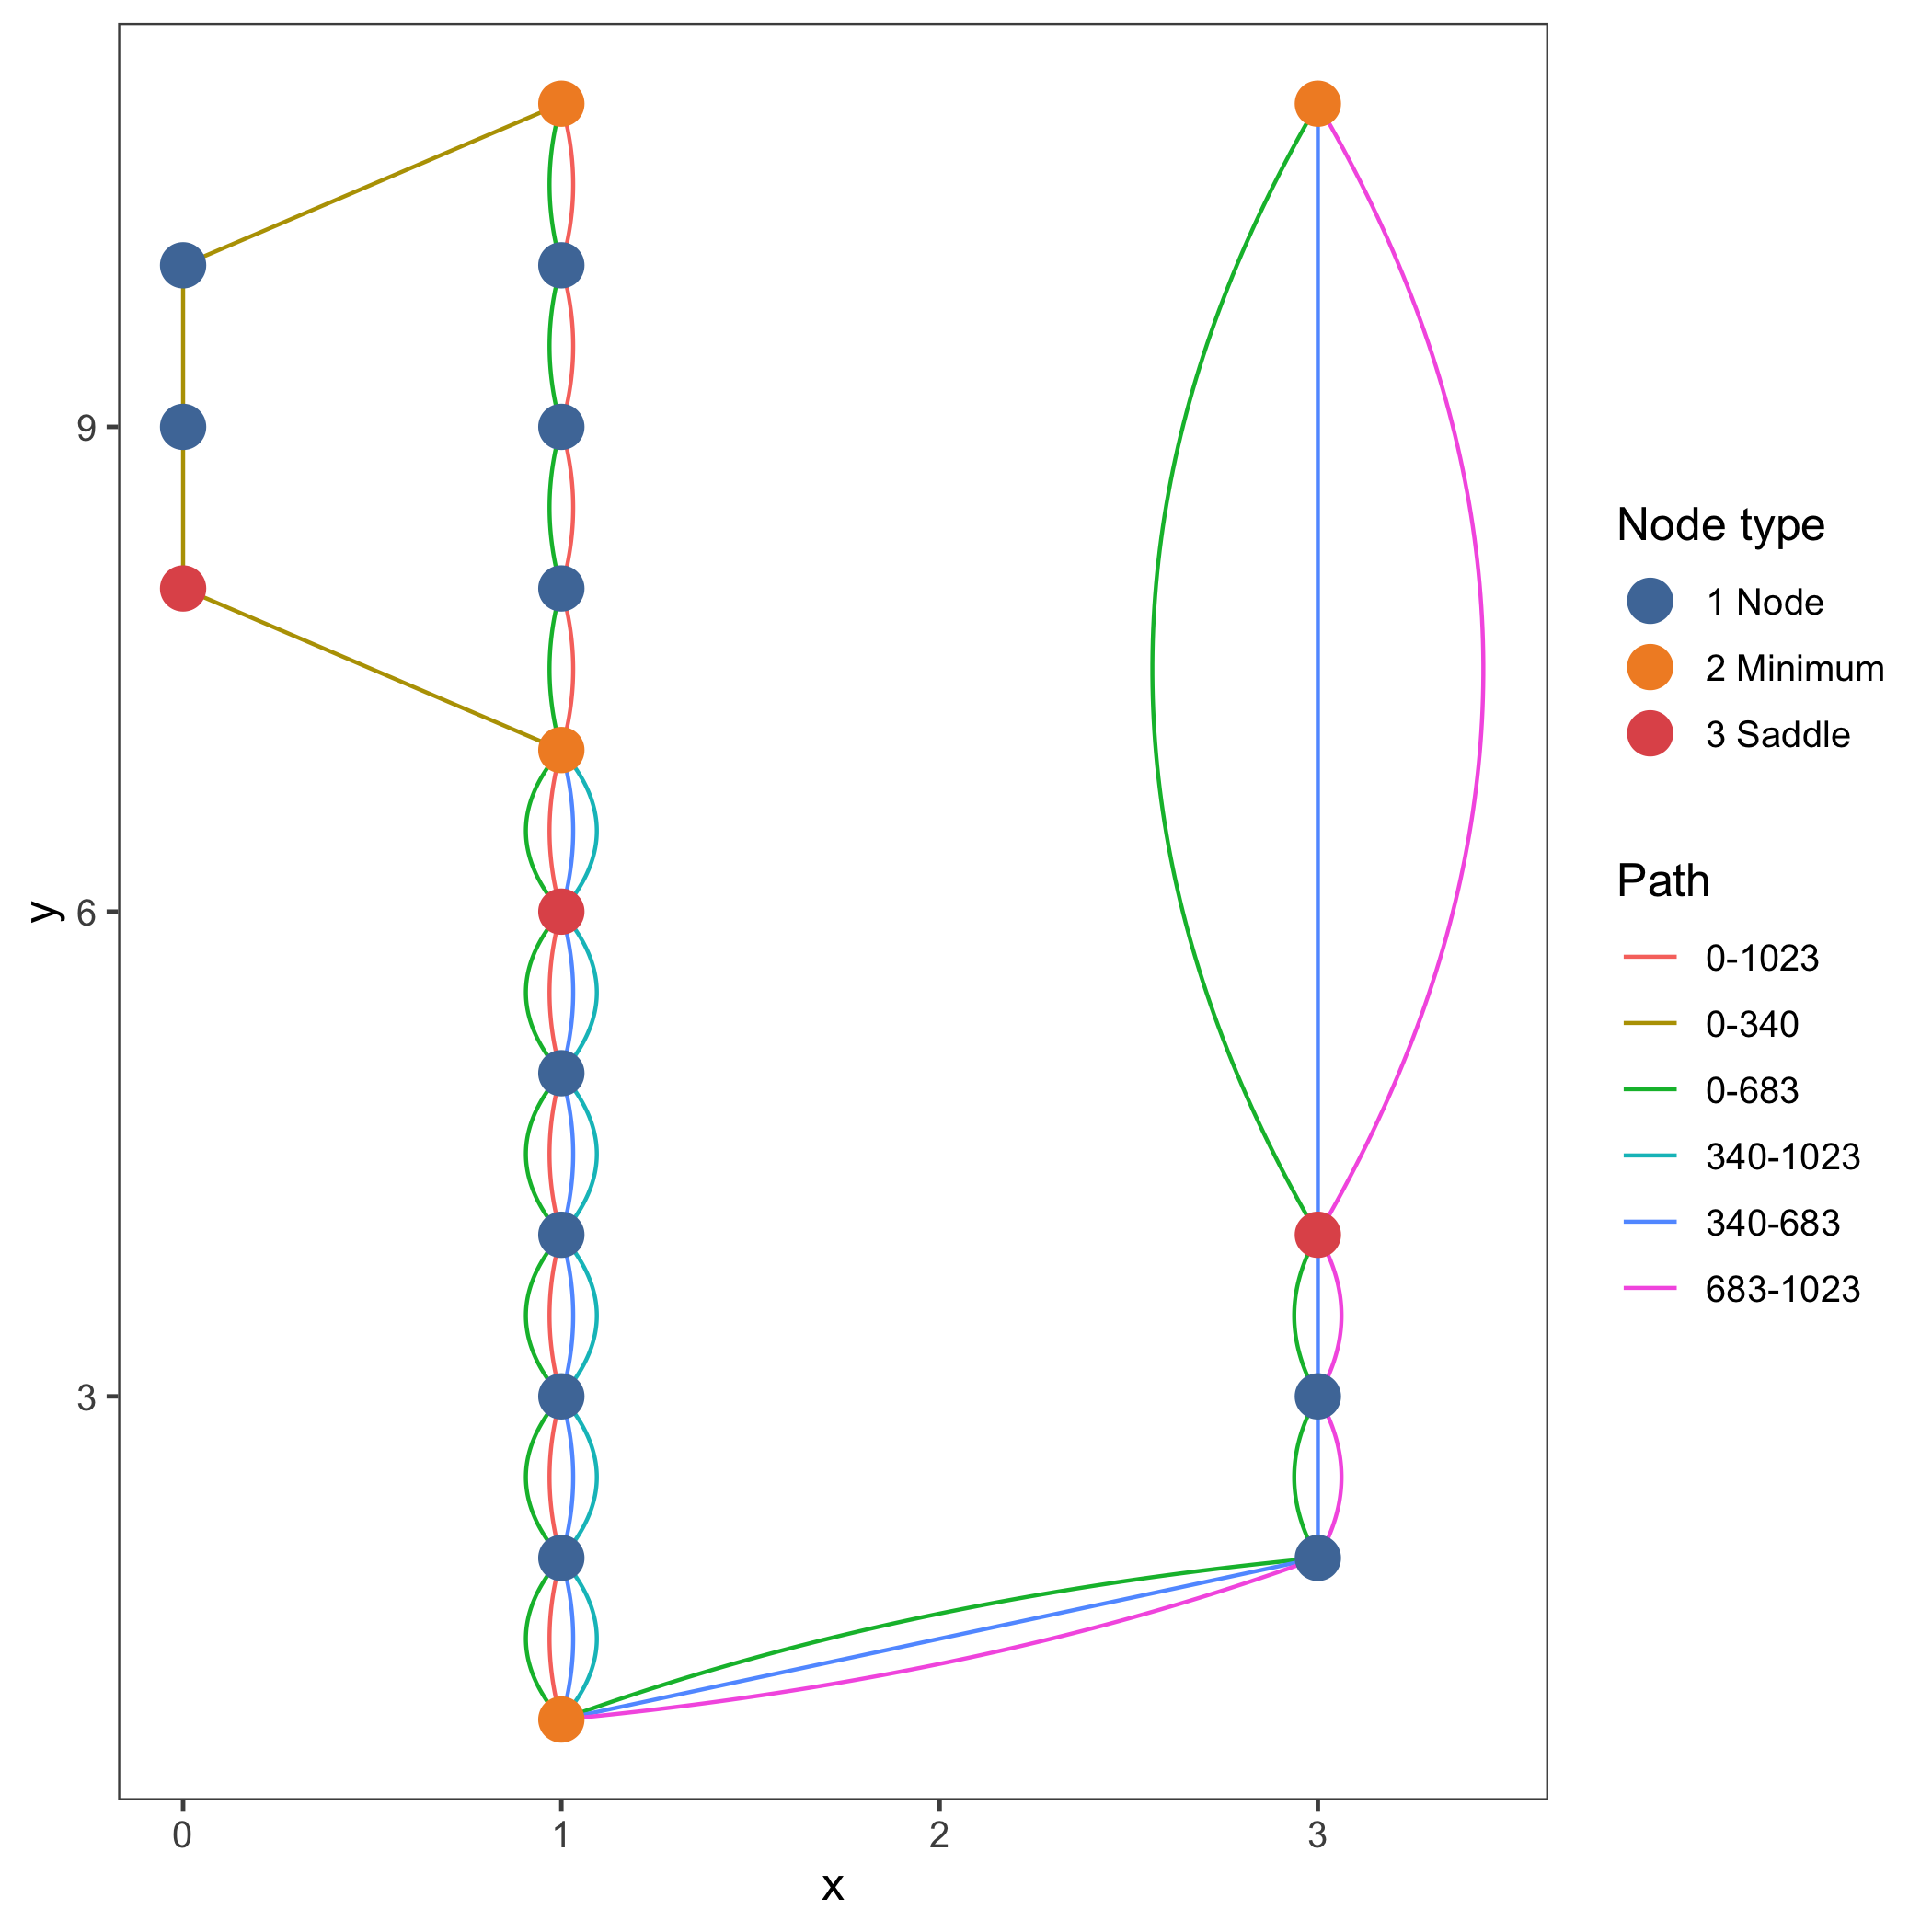 9
6
3
y
0
1
2
3
x
Node type
1 Node
2 Minimum
3 Saddle
Path
0-1023
0-340
0-683
340-1023
340-683
683-1023